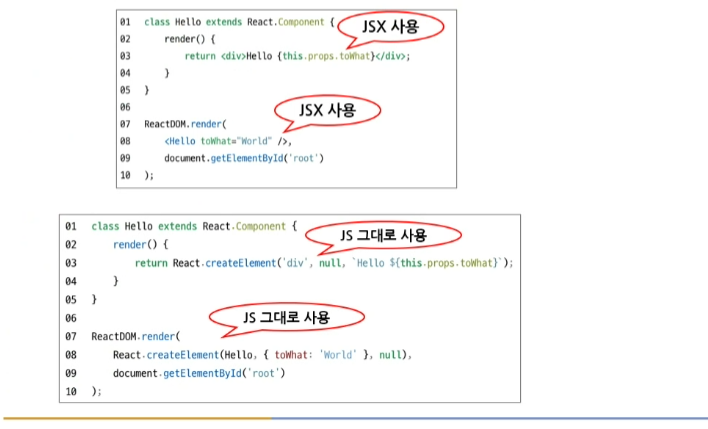 01 class Hello extends React.Component {
JSX 사용
02 render() {
03 return <div>Hello {this.props.toWhat}</div>;
04 }
05 }
06
JSX 사용
07 ReactDOM.render(
08 <Hello toWhat="World" />,
09 document.getElementById('root')
10 );
01 class Hello extends React.Component {
JS 그대로 사용
02 render() {
03 return React.createElement('div', null, `Hello ${this.props.toWhat}`);
04 }
05 }
06
JS 그대로 사용
07 ReactDOM.render(
08 React.createElement(Hello, { toWhat: 'World' }, null),
09 document.getElementById('root')
10 );